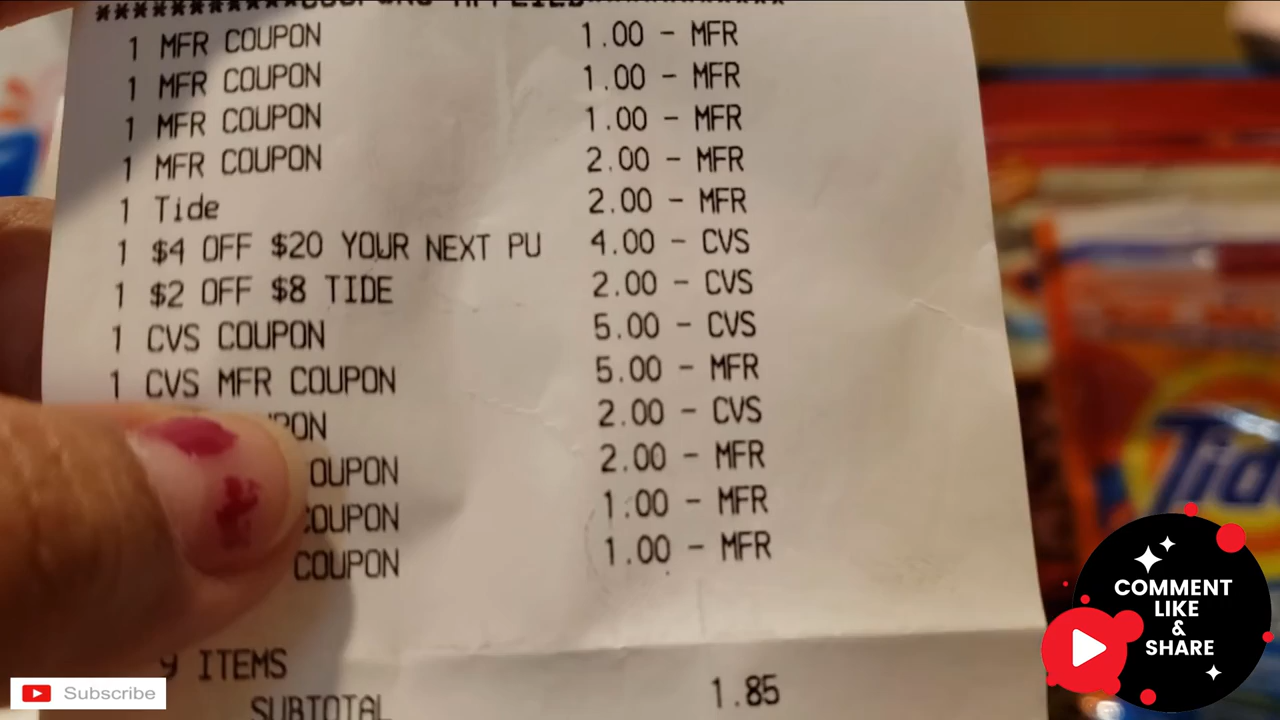 ***********COUPONS APPLIED************
1 MFR COUPON 1.00 - MFR
1 MFR COUPON 1.00 - MFR
1 MFR COUPON 1.00 - MFR
1 MFR COUPON 2.00 - MFR
1 Tide 2.00 - MFR
1 $4 OFF $20 YOUR NEXT PU 4.00 - CVS
1 $2 OFF $8 TIDE 2.00 - CVS
1 CVS COUPON 5.00 - CVS
1 CVS MFR COUPON 5.00 - MFR
PON 2.00 - CVS
OUPON 2.00 - MFR
COUPON 1.00 - MFR
COUPON 1.00 - MFR
9 ITEMS
SUBTOTAL 1.85
Tid
COMMENT
LIKE
&
SHARE
Subscribe